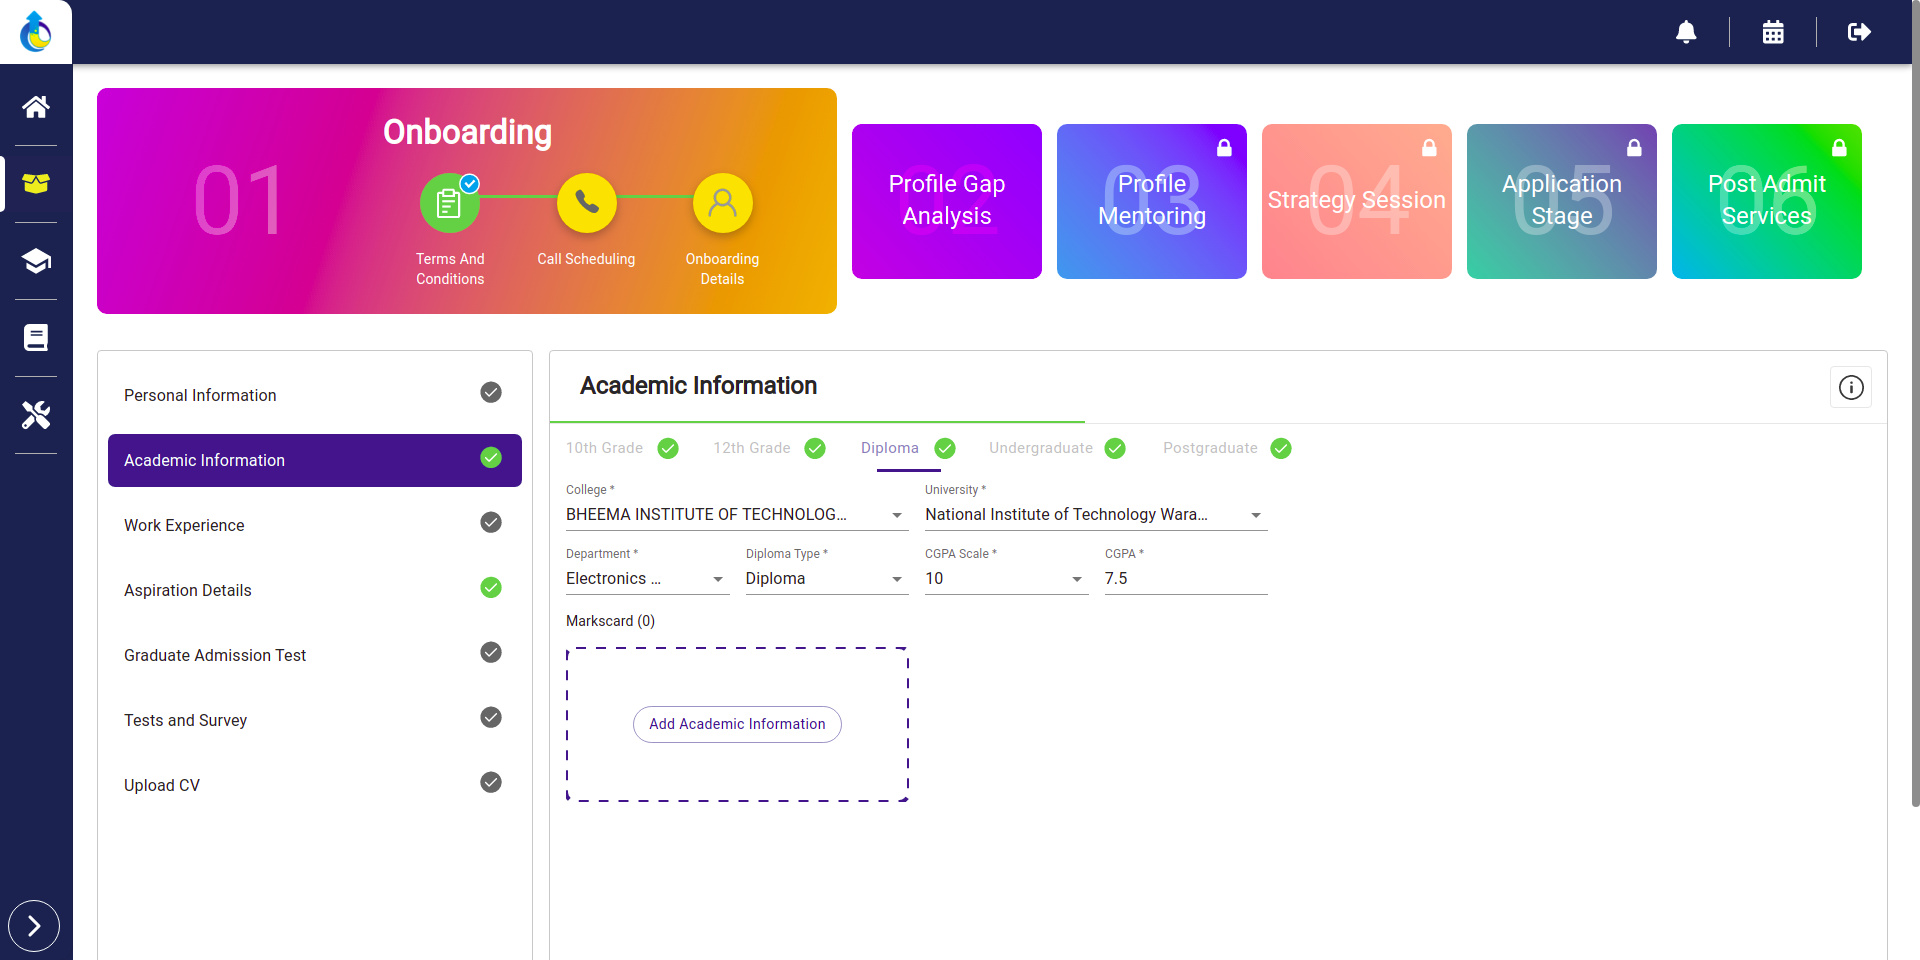 Onboarding
01
Terms And
Conditions
Call Scheduling
Onboarding
Details
02
Profile Gap
Analysis
03
Profile
Mentoring
04
Strategy Session
05
Application
Stage
06
Post Admit
Services
Personal Information
Academic Information
Work Experience
Aspiration Details
Graduate Admission Test
Tests and Survey
Upload CV
Academic Information
10th Grade
12th Grade
Diploma
Undergraduate
Postgraduate
College *
University *
BHEEMA INSTITUTE OF TECHNOLOG...
National Institute of Technology Wara...
Department *
Diploma Type *
CGPA Scale *
CGPA *
Electronics ...
Diploma
10
7.5
Markscard (0)
Add Academic Information